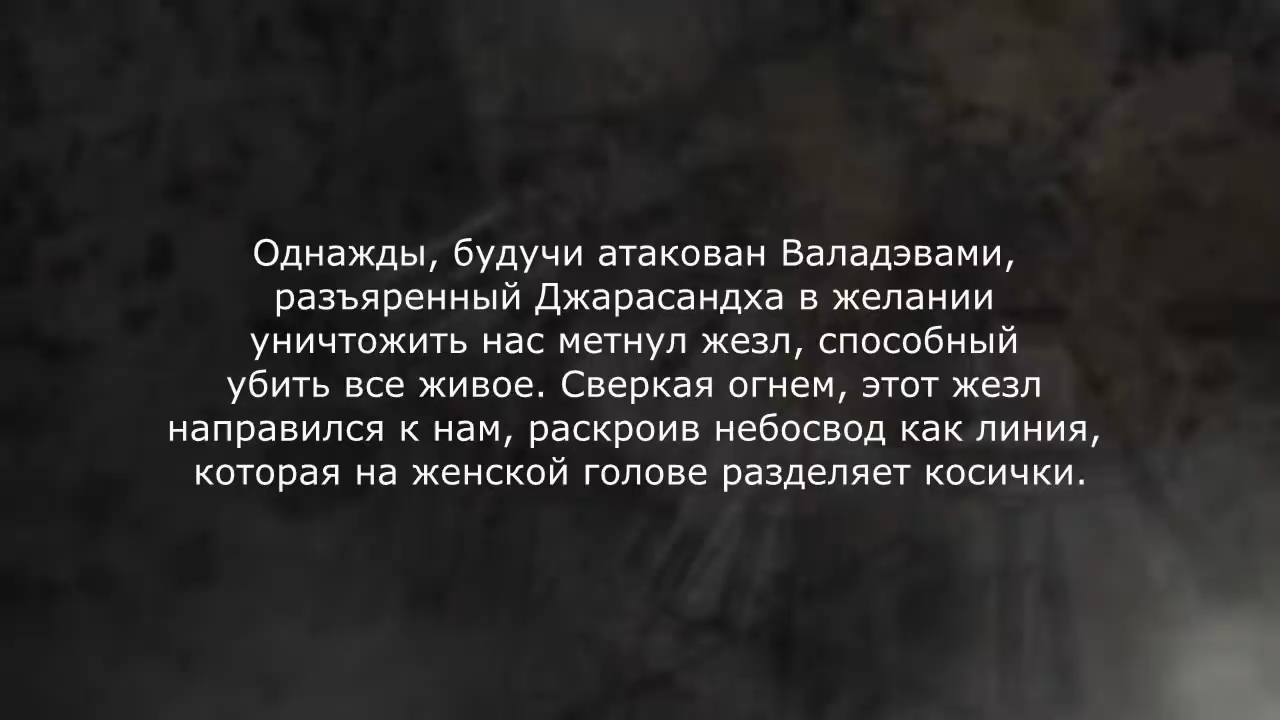 Однажды, будучи атакован Валадэвами,
разъяренный Джарасандха в желании
уничтожить нас метнул жезл, способный
убить все живое. Сверкая огнем, этот жезл
направился к нам, раскроив небосвод как линия,
которая на женской голове разделяет косички.